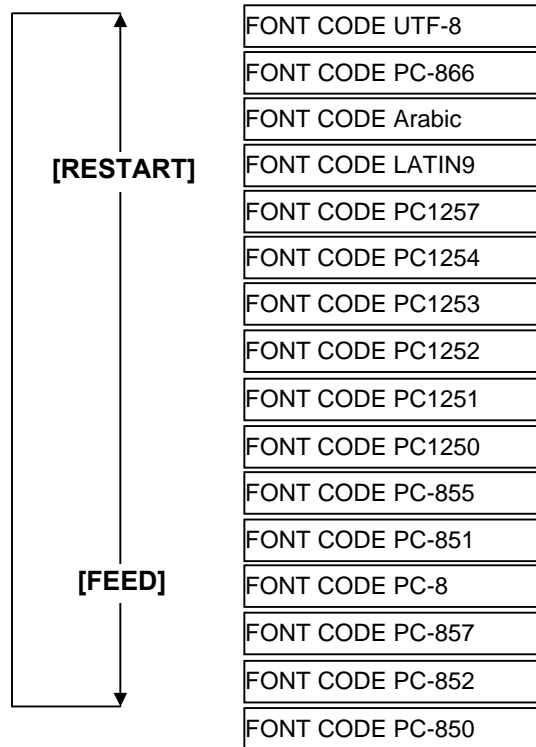 FONT CODE UTF-8
FONT CODE PC-866
FONT CODE Arabic
[RESTART]
FONT CODE LATIN9
FONT CODE PC1257
FONT CODE PC1254
FONT CODE PC1253
FONT CODE PC1252
FONT CODE PC1251
FONT CODE PC1250
FONT CODE PC-855
FONT CODE PC-851
[FEED]
FONT CODE PC-8
FONT CODE PC-857
FONT CODE PC-852
FONT CODE PC-850